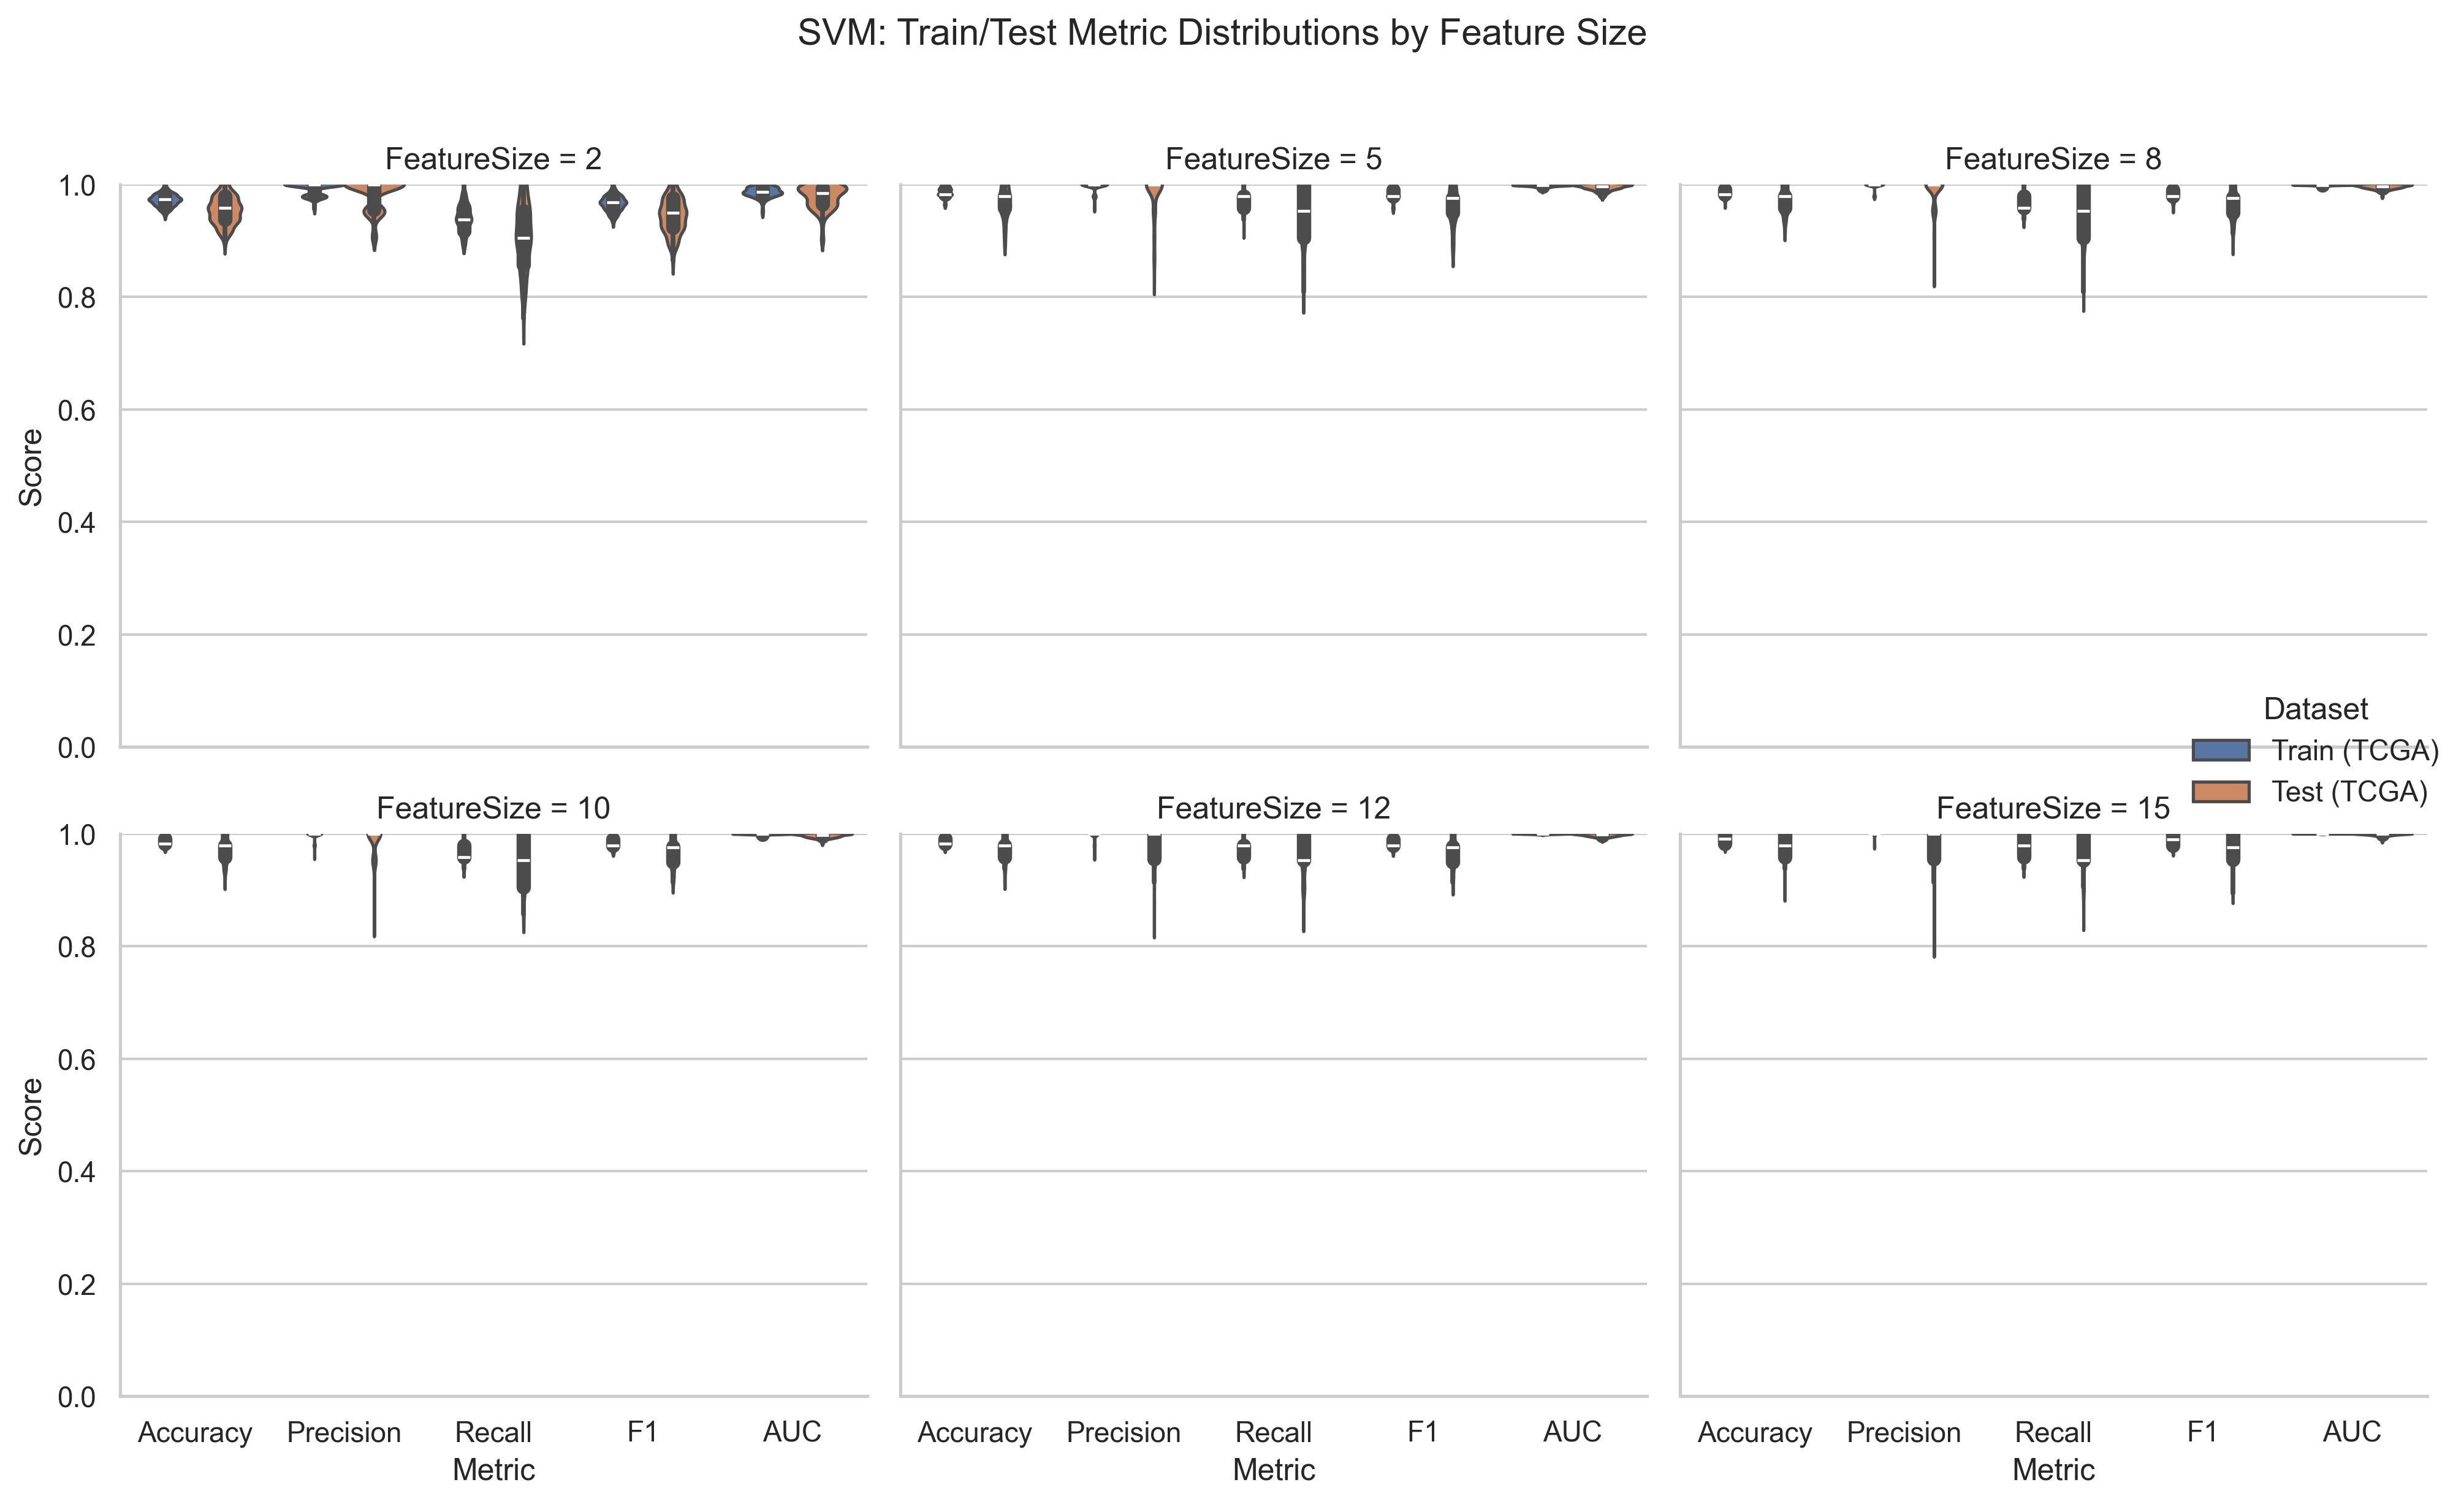 SVM: Train/Test Metric Distributions by Feature Size
FeatureSize = 2
FeatureSize = 5
FeatureSize = 8
1.0
0.8
0.6
0.4
0.2
0.0
Score
Dataset
Train (TCGA)
Test (TCGA)
FeatureSize = 10
FeatureSize = 12
FeatureSize = 15
1.0
0.8
0.6
0.4
0.2
0.0
Score
Accuracy Precision Recall F1 AUC
Metric
Accuracy Precision Recall F1 AUC
Metric
Accuracy Precision Recall F1 AUC
Metric